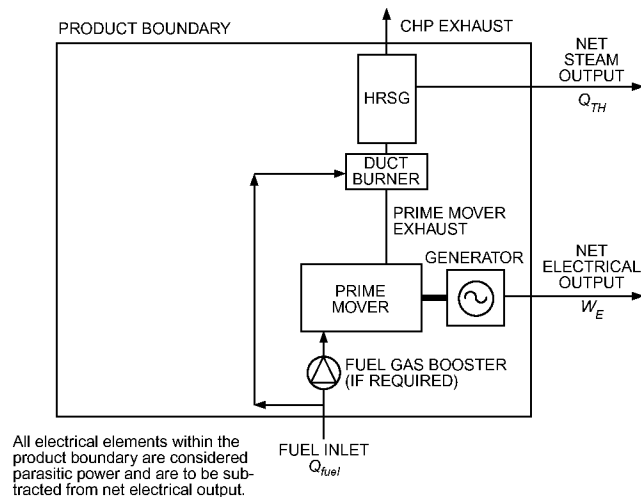 PRODUCT BOUNDARY
CHP EXHAUST
NET
STEAM
OUTPUT
Q_TH
HRSG
DUCT
BURNER
PRIME MOVER
EXHAUST
GENERATOR
NET
ELECTRICAL
OUTPUT
W_E
PRIME
MOVER
FUEL GAS BOOSTER
(IF REQUIRED)
FUEL INLET
Q_fuel
All electrical elements within the
product boundary are considered
parasitic power and are to be sub-
tracted from net electrical output.